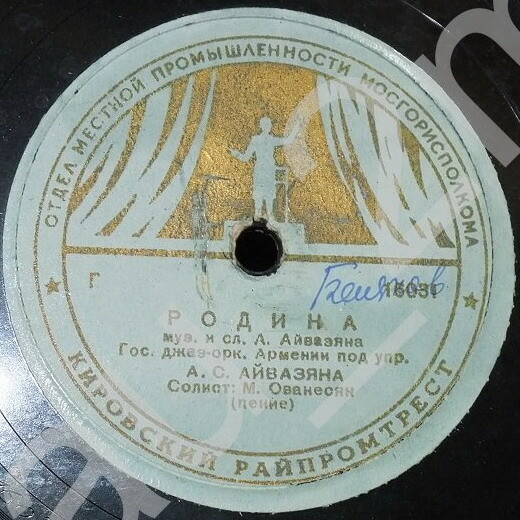 ОТДЕЛ МЕСТНОЙ ПРОМЫШЛЕННОСТИ МОСГОРИСПОЛКОМА
Г 16031
РОДИНА
муз. и сл. А. Айвазяна
Гос. джаз-орк. Армении под упр.
А. С. АЙВАЗЯНА
Солист: М. Ованесян
(пение)
КИРОВСКИЙ РАЙПРОМТРЕСТ